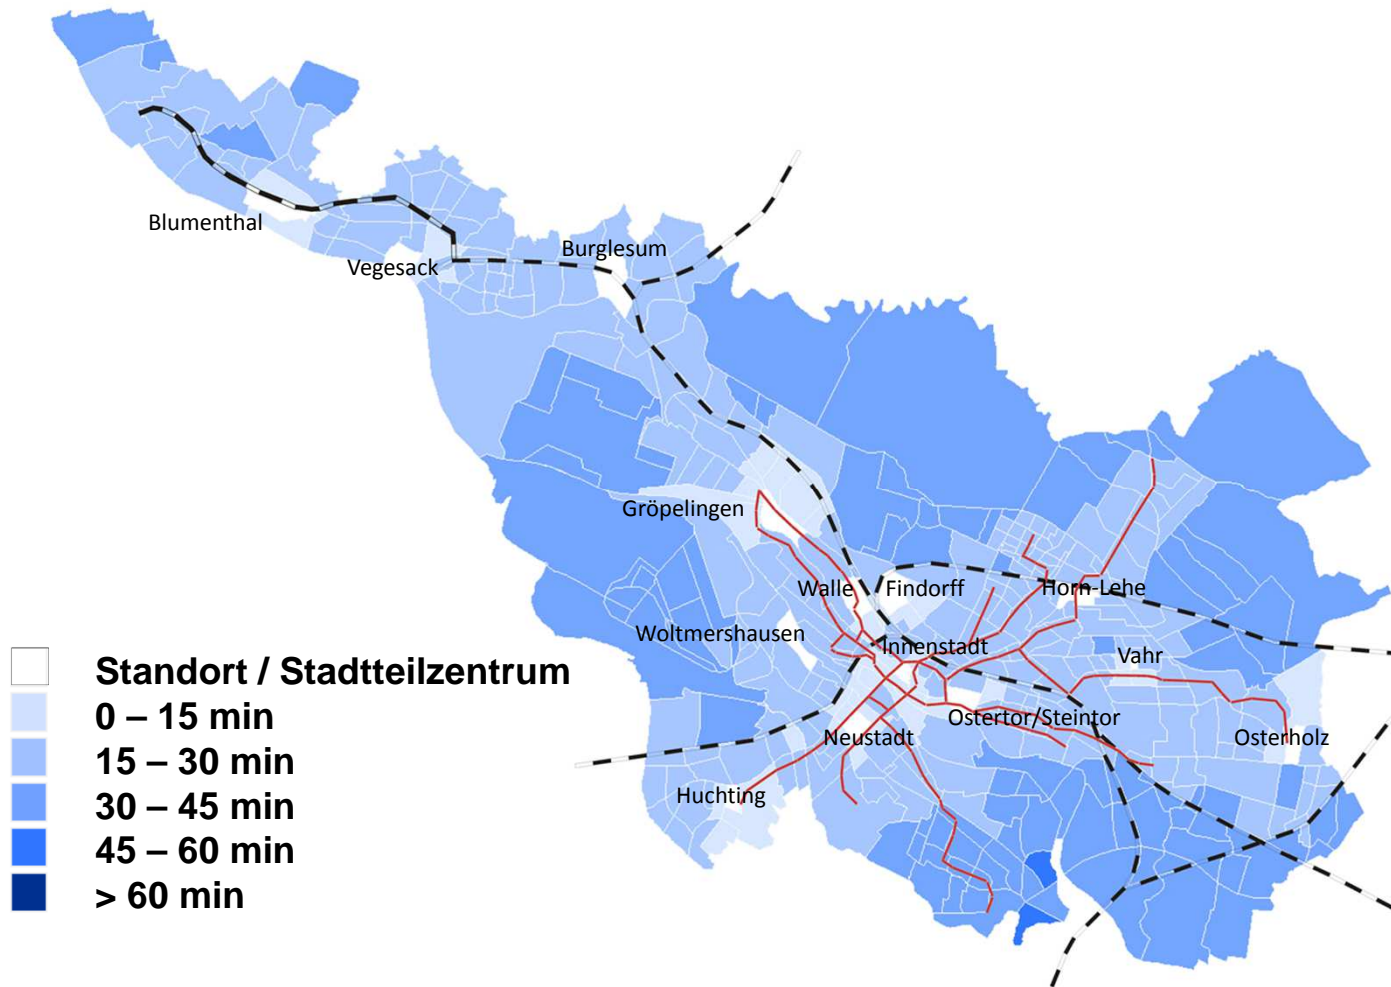 Blumenthal
Vegesack
Burglesum
Gröpelingen
Walle
Findorff
Horn-Lehe
Woltmershausen
Innenstadt
Vahr
Ostertor/Steintor
Neustadt
Osterholz
Huchting
Standort / Stadtteilzentrum
0 – 15 min
15 – 30 min
30 – 45 min
45 – 60 min
> 60 min